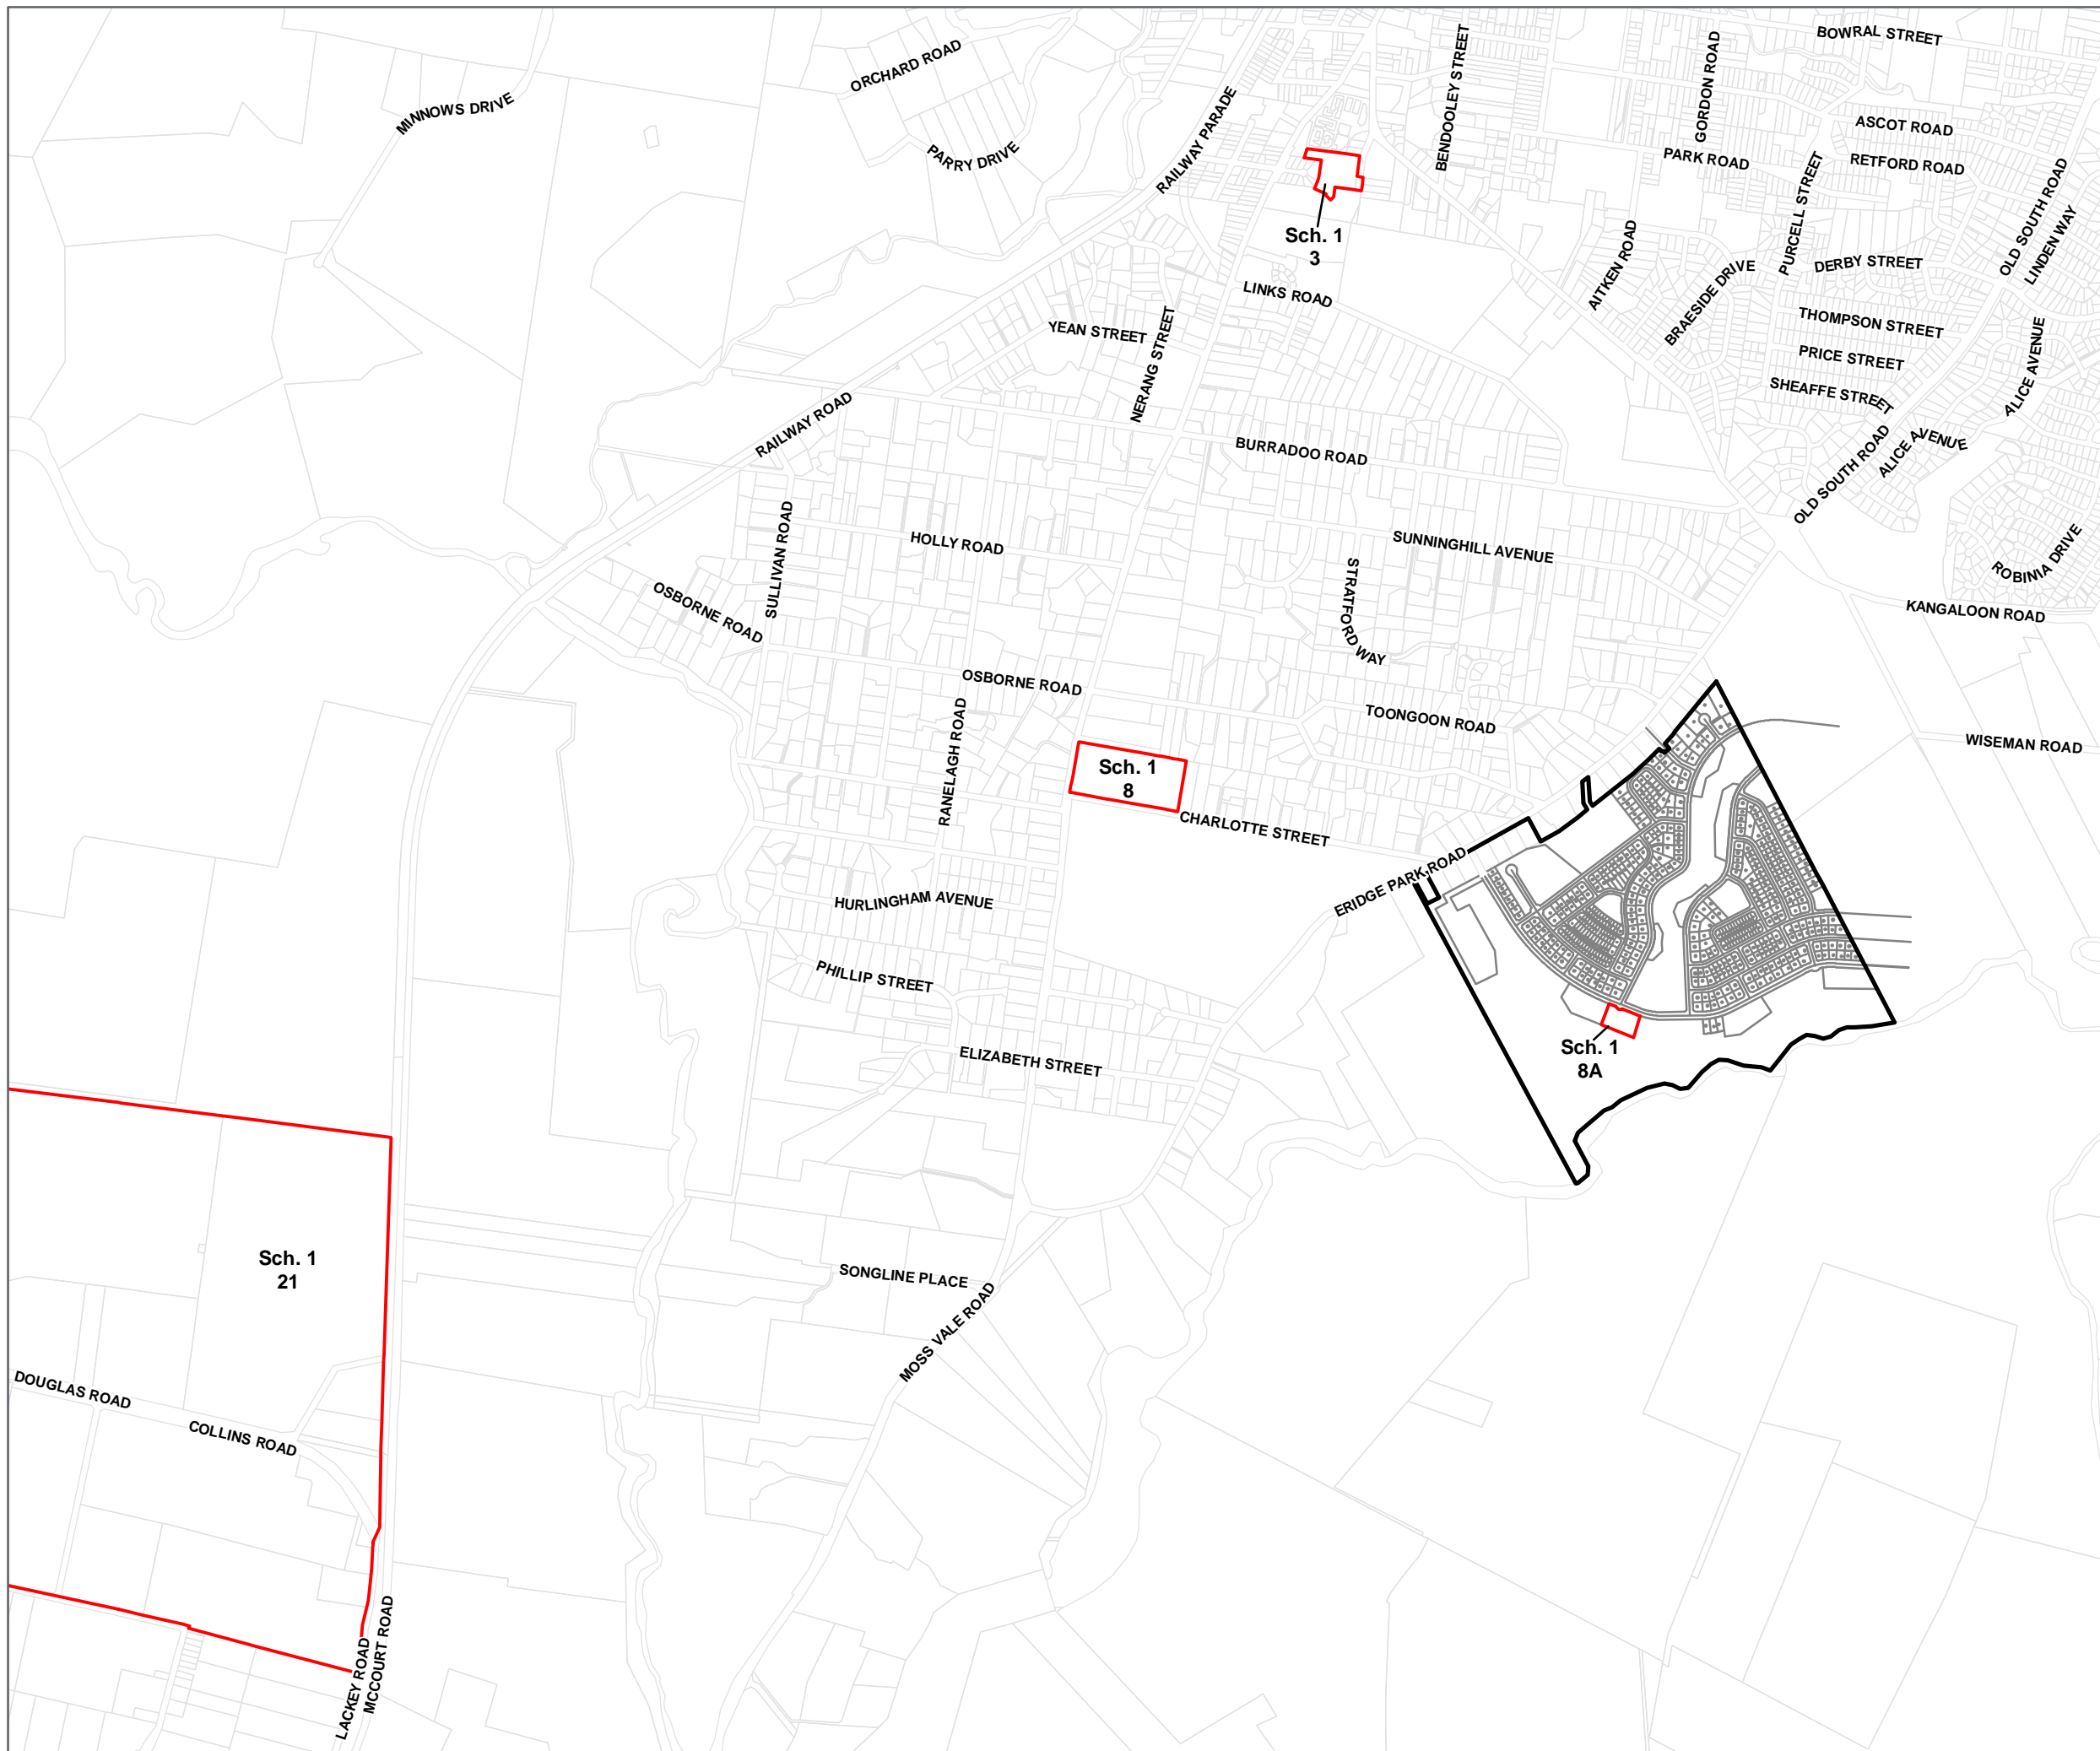 BOWRAL STREET
ORCHARD ROAD
BENDOOLEY STREET
GORDON ROAD
MINNOWS DRIVE
RAILWAY PARADE
ASCOT ROAD
PARRY DRIVE
PARK ROAD
RETFORD ROAD
PURCELL STREET
OLD SOUTH ROAD
LINDEN WAY
Sch. 1
3
AITKEN ROAD
DERBY STREET
BRAESIDE DRIVE
LINKS ROAD
YEAN STREET
NERANG STREET
THOMPSON STREET
PRICE STREET
ALICE AVENUE
SHEAFFE STREET
RAILWAY ROAD
BURRADOO ROAD
ALICE AVENUE
OLD SOUTH ROAD
SULLIVAN ROAD
HOLLY ROAD
SUNNINGHILL AVENUE
ROBINIA DRIVE
STRATFORD WAY
OSBORNE ROAD
KANGALOON ROAD
OSBORNE ROAD
RANELAGH ROAD
TOONGOON ROAD
WISEMAN ROAD
Sch. 1
8
CHARLOTTE STREET
ERIDGE PARK ROAD
HURLINGHAM AVENUE
PHILLIP STREET
Sch. 1
8A
ELIZABETH STREET
Sch. 1
21
SONGLINE PLACE
MOSS VALE ROAD
DOUGLAS ROAD
COLLINS ROAD
LACKEY ROAD
MCCOURT ROAD